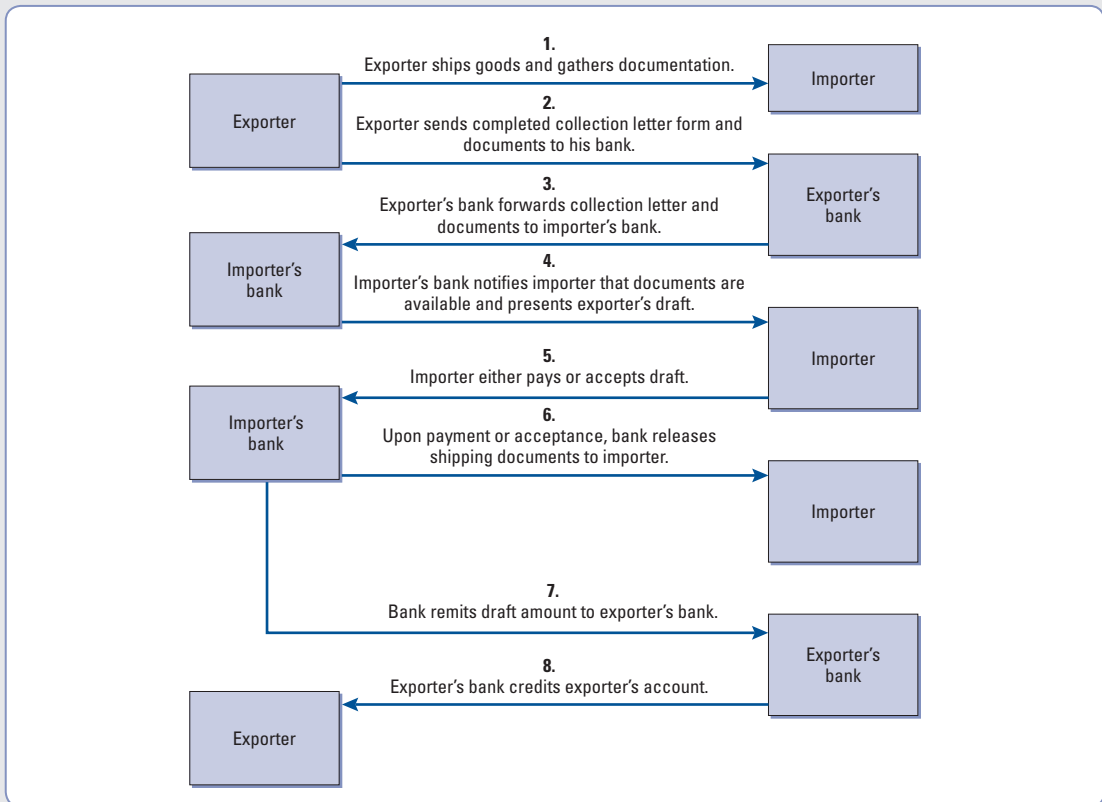 1.
Exporter ships goods and gathers documentation.
Exporter
Importer
2.
Exporter sends completed collection letter form and
documents to his bank.
Exporter's
bank
3.
Exporter's bank forwards collection letter and
documents to importer's bank.
Importer's
bank
4.
Importer's bank notifies importer that documents are
available and presents exporter's draft.
Importer
5.
Importer either pays or accepts draft.
Importer's
bank
6.
Upon payment or acceptance, bank releases
shipping documents to importer.
Importer
7.
Bank remits draft amount to exporter's bank.
Exporter's
bank
8.
Exporter's bank credits exporter's account.
Exporter